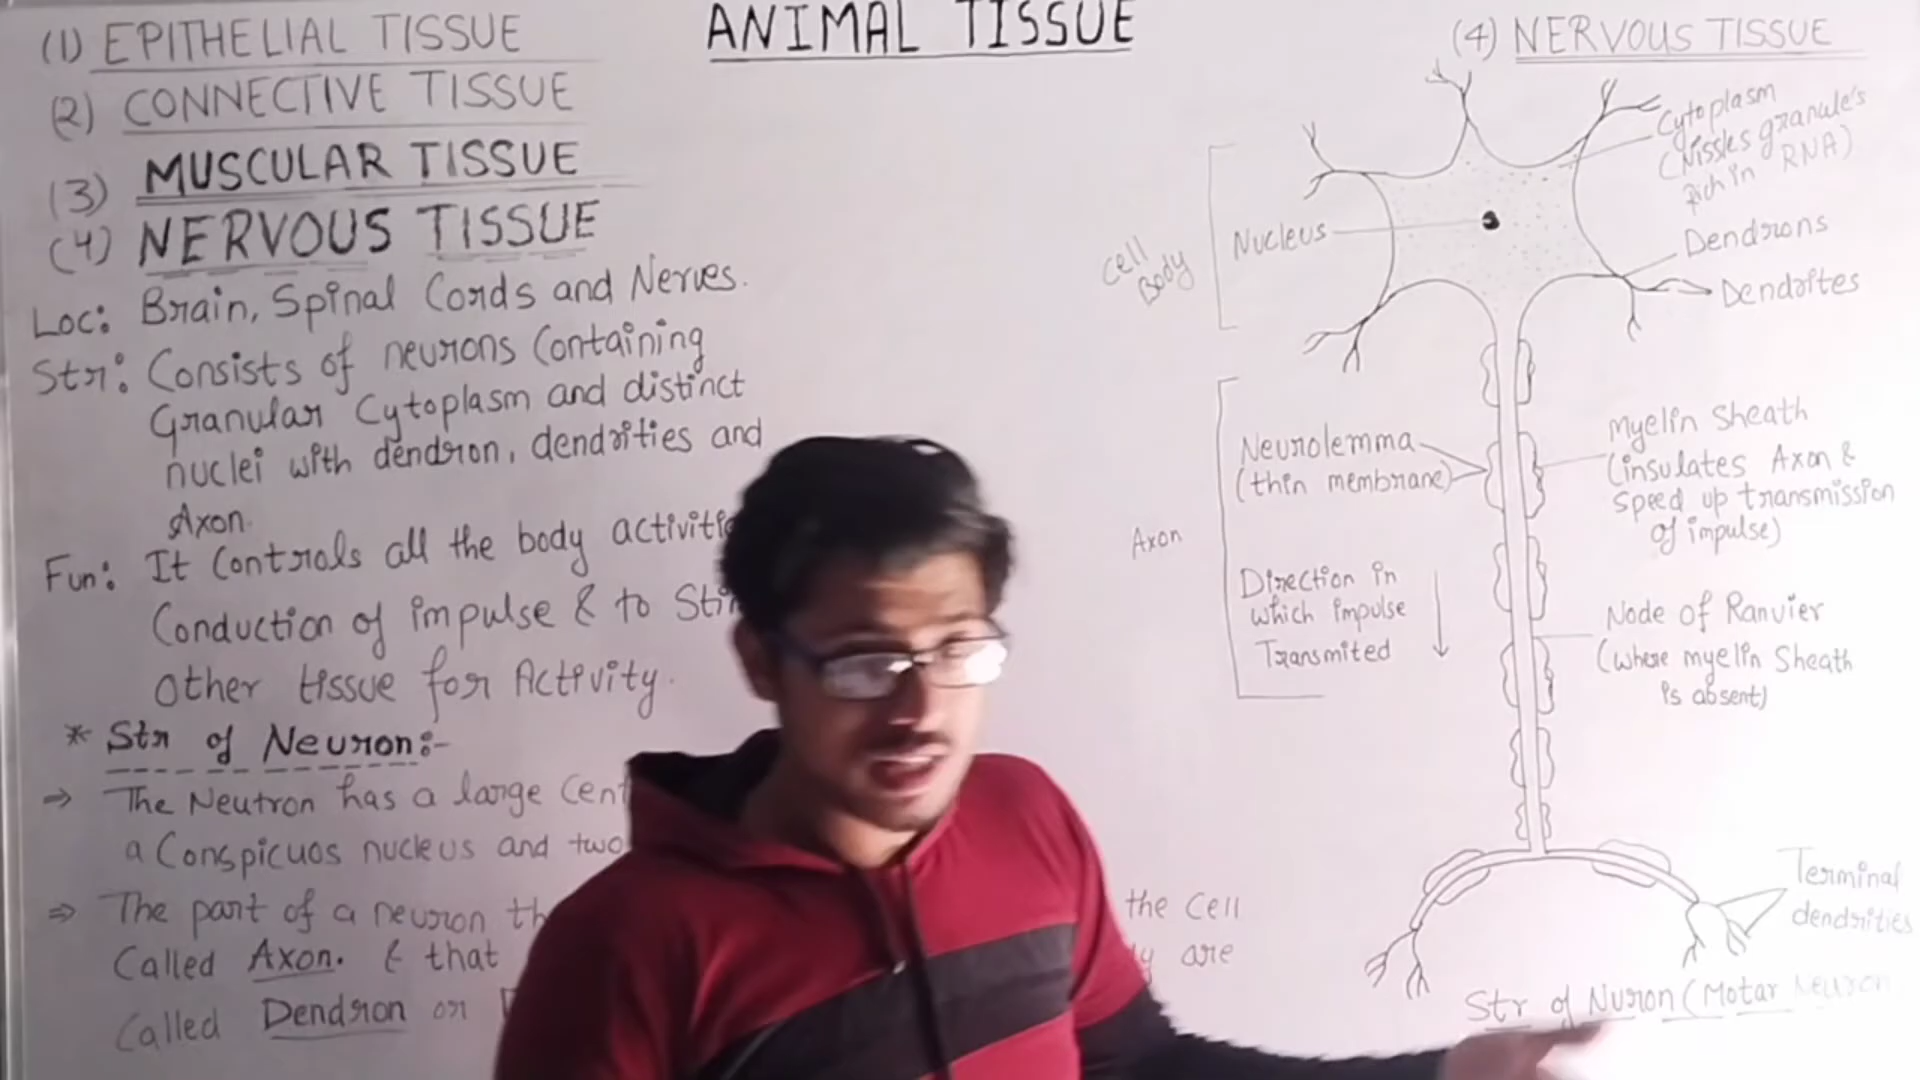 ANIMAL TISSUE
(1) EPITHELIAL TISSUE
(2) CONNECTIVE TISSUE
(3) MUSCULAR TISSUE
(4) NERVOUS TISSUE
Loc: Brain, Spinal Cords and Nerves.
Str: Consists of neurons Containing
Granular Cytoplasm and distinct
nuclei with dendron, dendrities and
Axon.
Fun: It Controls all the body
Conduction of impulse & to
Other tissue for Activity.
* Str of Neuron:-
⇒ The Neutron has a large
a Conspicuos nucleus and two
⇒ The part of a neuron the Cell
Called Axon. & that are
Called Dendron or
(4) NERVOUS TISSUE
Cytoplasm
(Nissles granule's
Rich in RNA)
Dendrons
Dendrites
Nucleus
Cell
Body
Neurolemma
(thin membrane)
Axon
Direction in
which impulse
Transmited
Myelin Sheath
(insulates Axon &
Speed up transmission
of impulse)
Node of Ranvier
(where myelin Sheath
is absent)
Terminal
dendrities
Str of Nuron (Motar Neuron